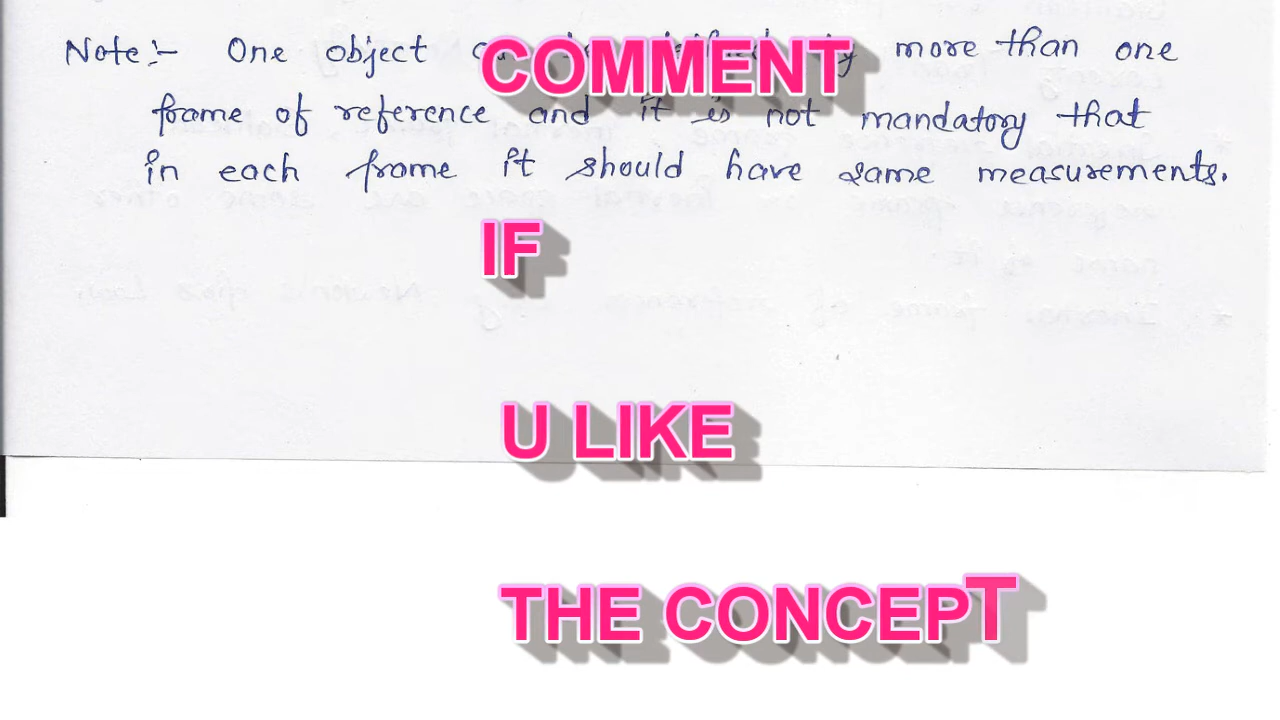 Note:- One object by more than one
frame of reference and it is not mandatory that
in each frame it should have same measurements.
COMMENT
IF
U LIKE
THE CONCEPT